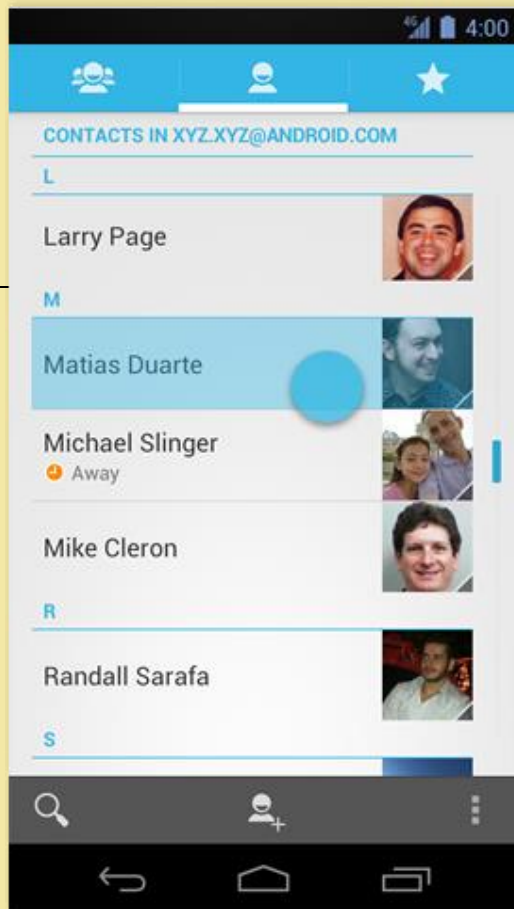 4G 4:00
CONTACTS IN XYZ.XYZ@ANDROID.COM
L
Larry Page
M
Matias Duarte
Michael Slinger
Away
Mike Cleron
R
Randall Sarafa
S